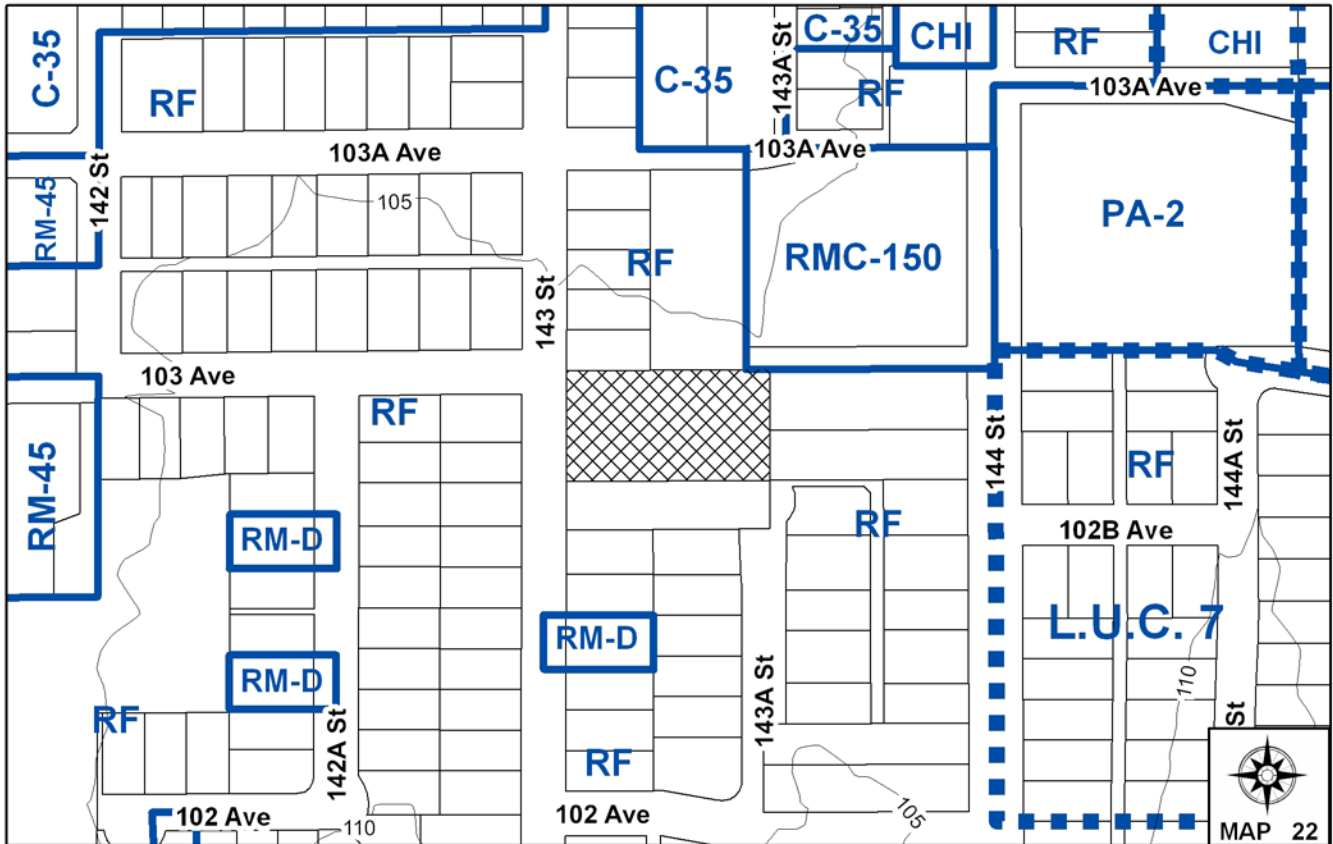 C-35
CHI
RF
CHI
C-35
RF
C-35
143A St
RF
103A Ave
142 St
103A Ave
103A Ave
RM-45
105
PA-2
RF
RMC-150
143 St
103 Ave
RF
144 St
144A St
RM-45
RF
RM-D
RF
102B Ave
L.U.C. 7
RM-D
RM-D
143A St
110
RF
142A St
St
RF
102 Ave
102 Ave
105
110
MAP 22